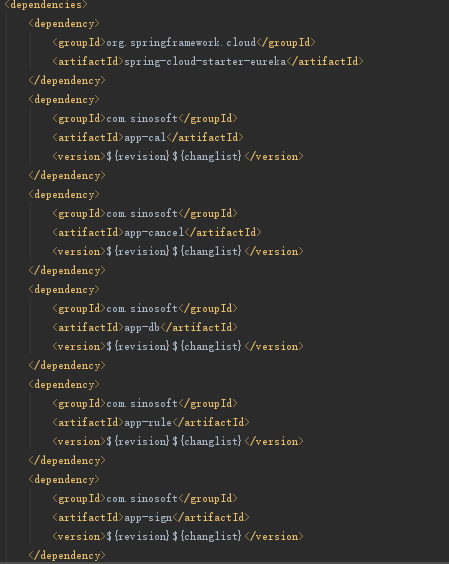 <dependencies>
<dependency>
<groupId>org.springframework.cloud</groupId>
<artifactId>spring-cloud-starter-eureka</artifactId>
</dependency>
<dependency>
<groupId>com.sinosoft</groupId>
<artifactId>app-cal</artifactId>
<version>${revision}${changlist}</version>
</dependency>
<dependency>
<groupId>com.sinosoft</groupId>
<artifactId>app-cancel</artifactId>
<version>${revision}${changlist}</version>
</dependency>
<dependency>
<groupId>com.sinosoft</groupId>
<artifactId>app-db</artifactId>
<version>${revision}${changlist}</version>
</dependency>
<dependency>
<groupId>com.sinosoft</groupId>
<artifactId>app-rule</artifactId>
<version>${revision}${changlist}</version>
</dependency>
<dependency>
<groupId>com.sinosoft</groupId>
<artifactId>app-sign</artifactId>
<version>${revision}${changlist}</version>
</dependency>